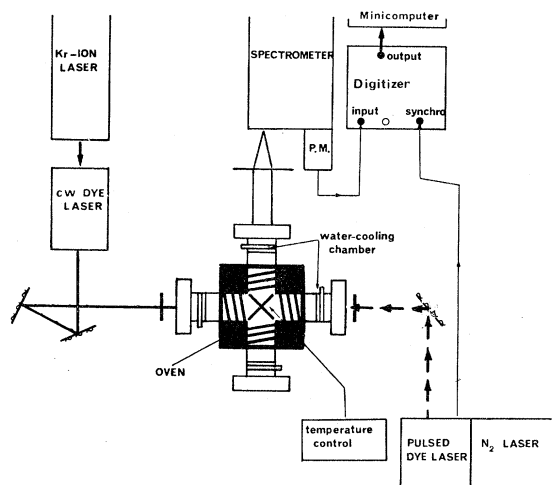 Minicomputer
Kr-ION
LASER
SPECTROMETER
output
Digitizer
input
synchro
P.M.
CW DYE
LASER
water-cooling
chamber
OVEN
temperature
control
PULSED
DYE LASER
N₂ LASER